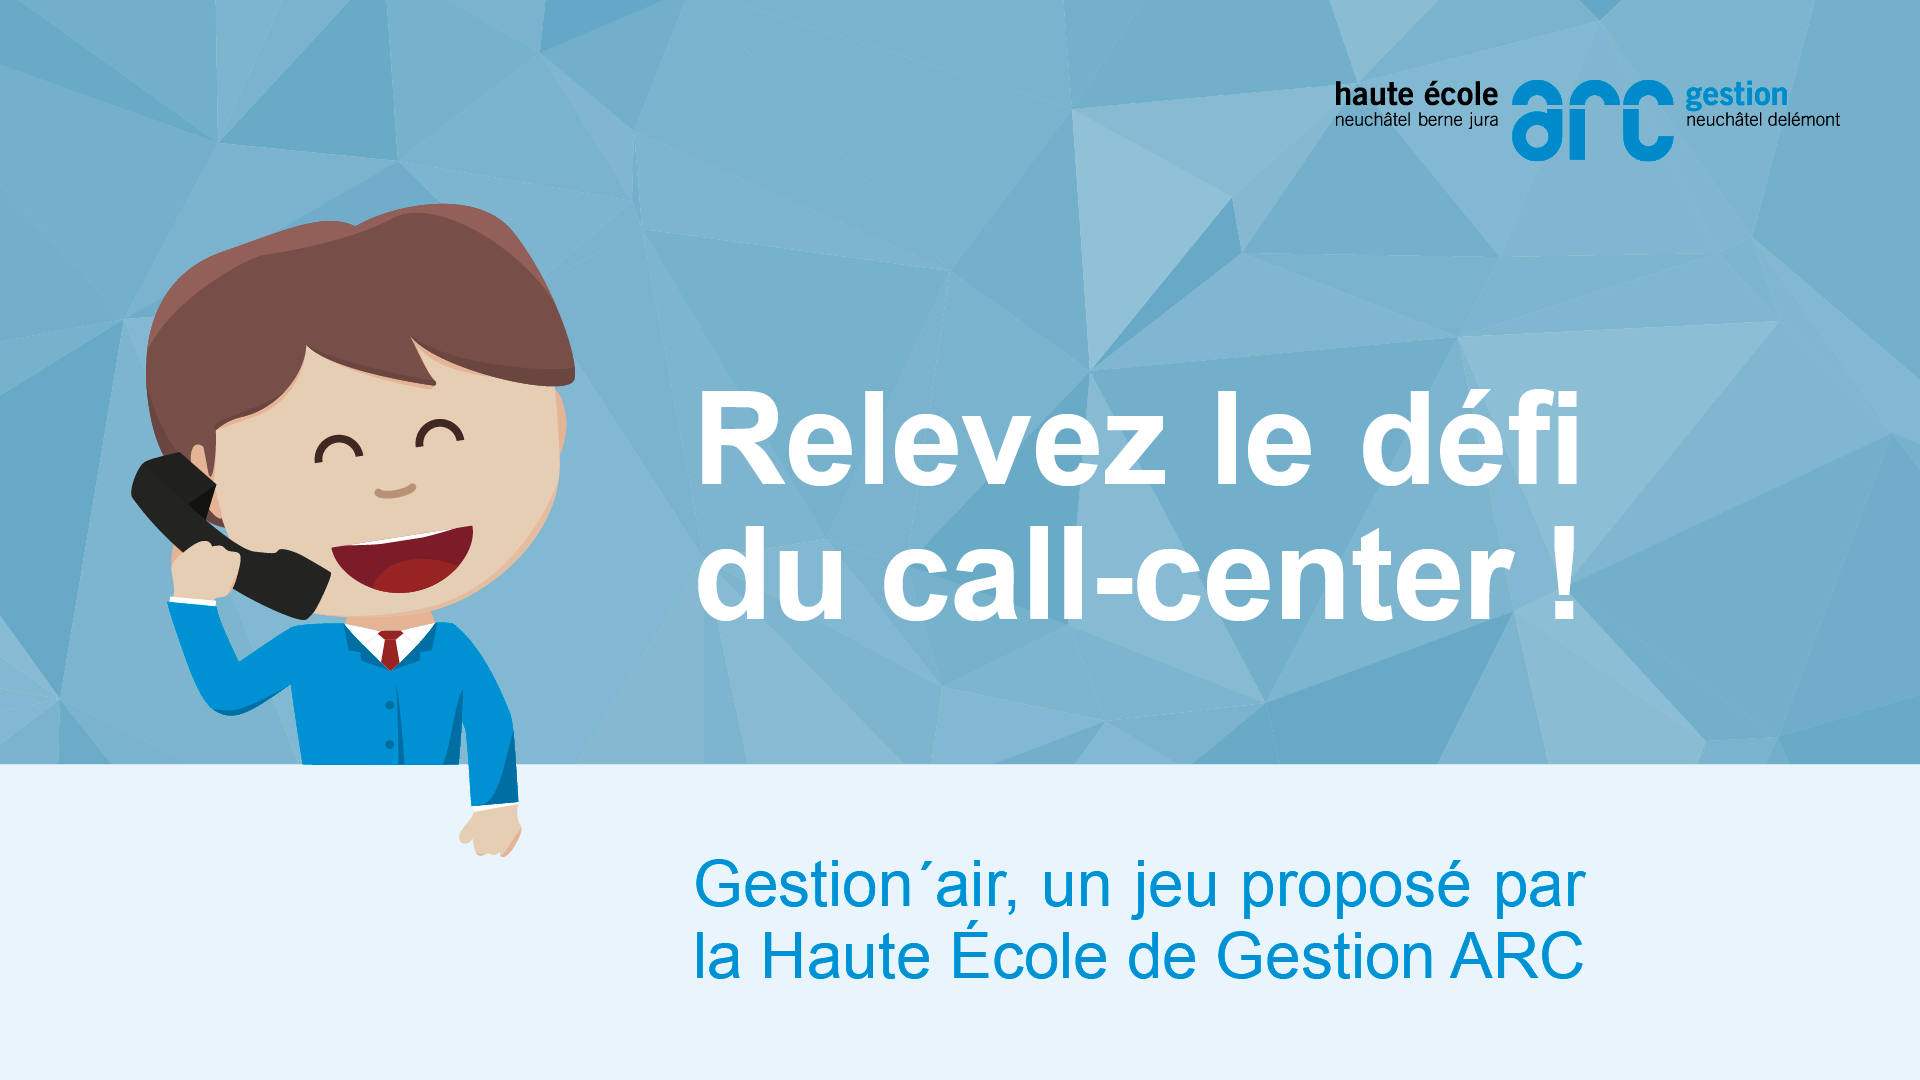 haute école arc gestion
neuchâtel berne jura neuchâtel delémont
Relevez le défi
du call-center !
Gestion´air, un jeu proposé par
la Haute École de Gestion ARC